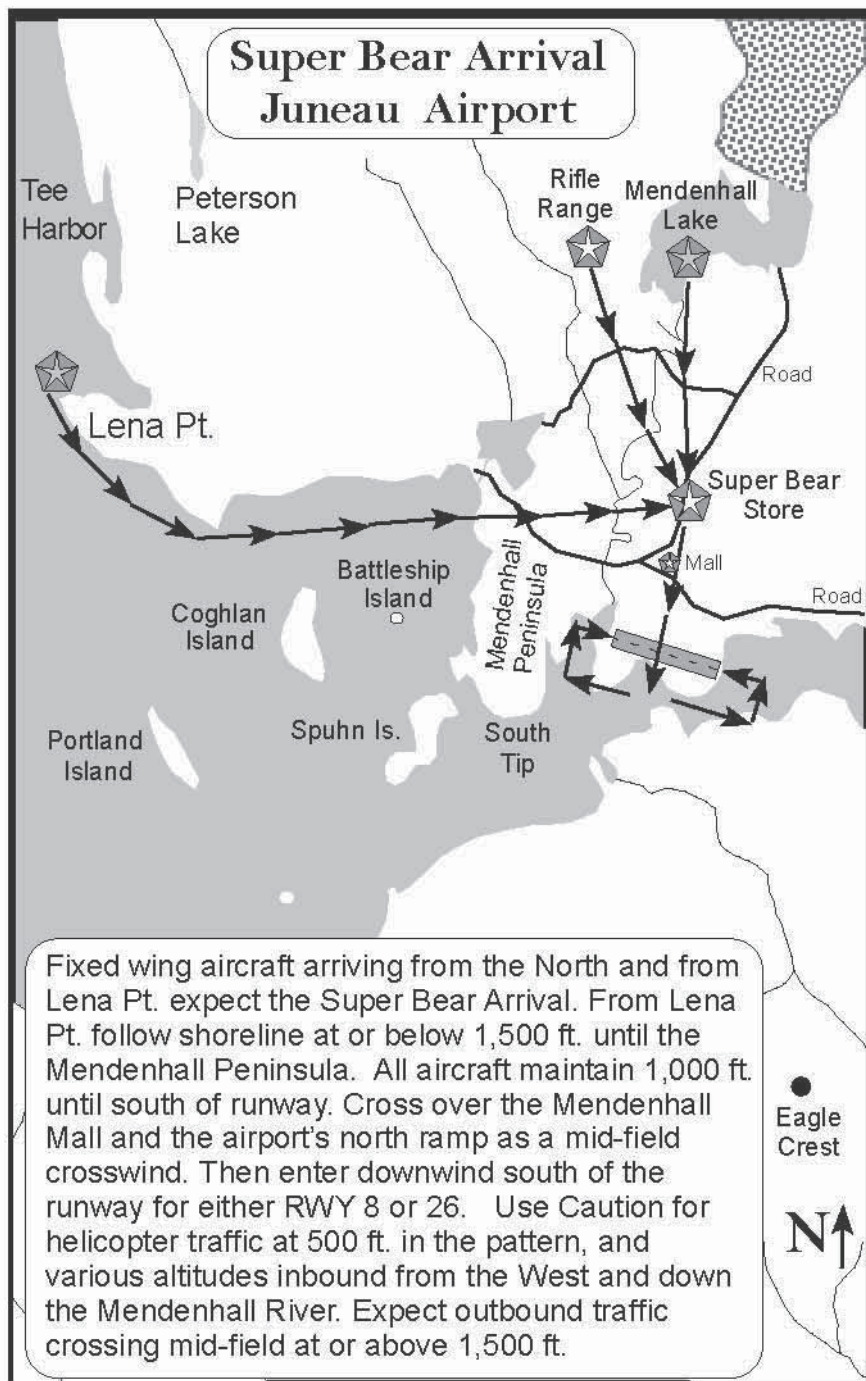 Super Bear Arrival
Juneau Airport
Tee
Harbor
Peterson
Lake
Rifle
Range
Mendenhall
Lake
Road
Lena Pt.
Super Bear
Store
Mall
Road
Battleship
Island
Mendenhall
Peninsula
Coghlan
Island
Portland
Island
Spuhn Is.
South
Tip
Fixed wing aircraft arriving from the North and from
Lena Pt. expect the Super Bear Arrival. From Lena
Pt. follow shoreline at or below 1,500 ft. until the
Mendenhall Peninsula. All aircraft maintain 1,000 ft.
until south of runway. Cross over the Mendenhall
Mall and the airport's north ramp as a mid-field
crosswind. Then enter downwind south of the
runway for either RWY 8 or 26. Use Caution for
helicopter traffic at 500 ft. in the pattern, and
various altitudes inbound from the West and down
the Mendenhall River. Expect outbound traffic
crossing mid-field at or above 1,500 ft.
Eagle
Crest
N